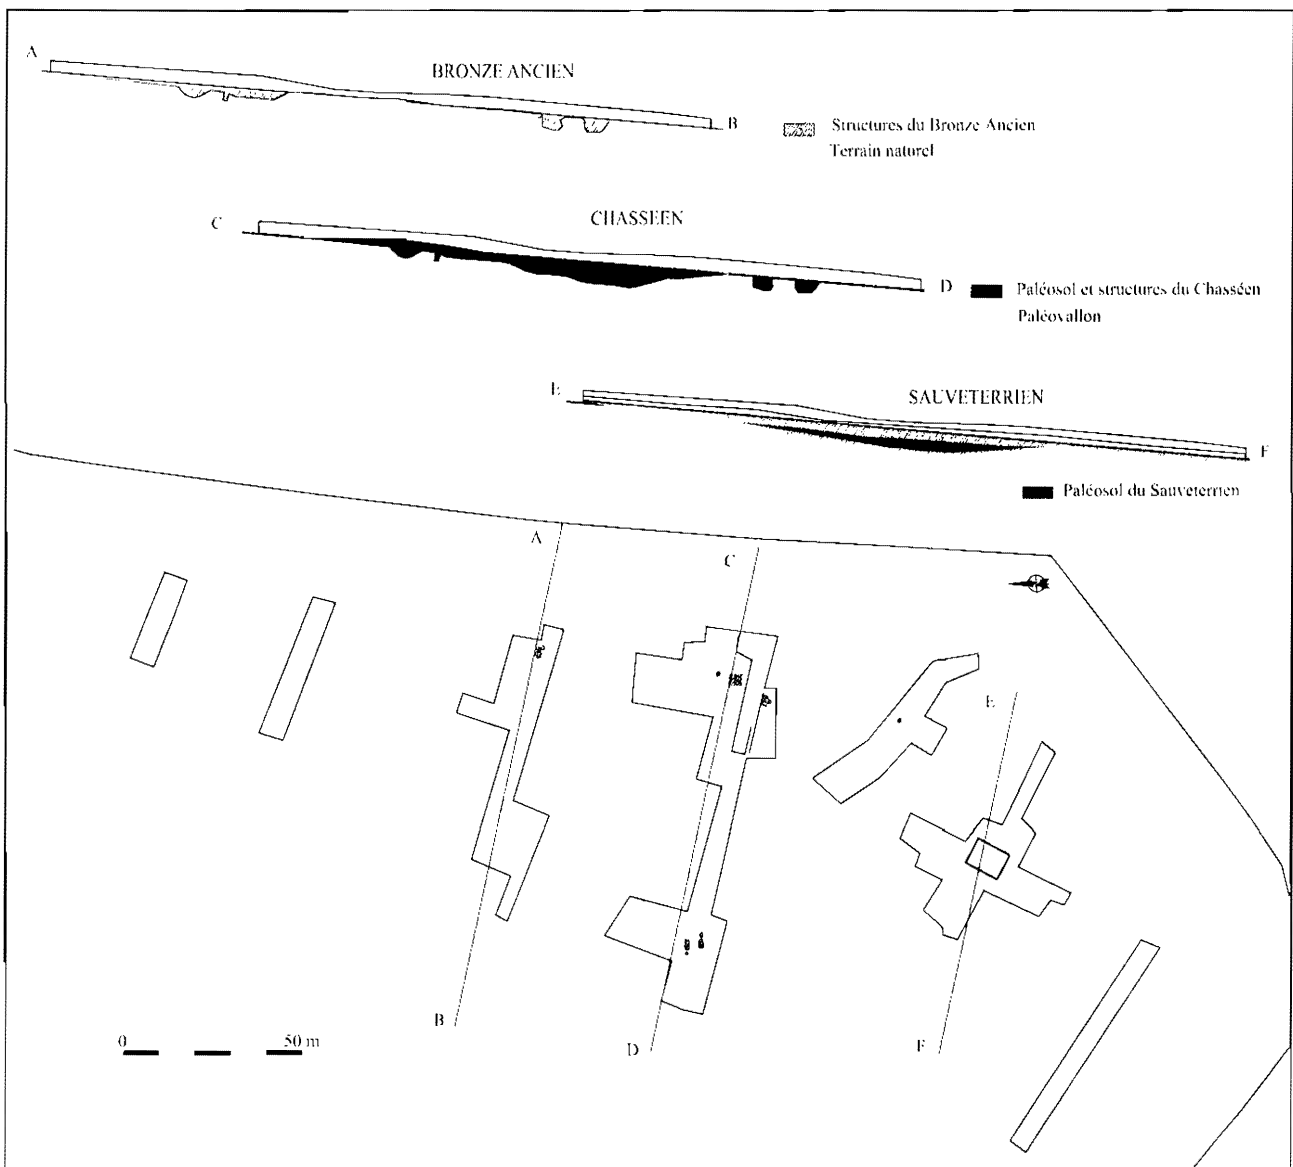 A
BRONZE ANCIEN
B
Structures du Bronze Ancien
Terrain naturel
C
CHASSEEN
D
Paléosol et structures du Chasséen
Paléovallon
E
SAUVETERRIEN
F
Paléosol du Sauveterrien
A
C
E
B
D
F
0 50 m